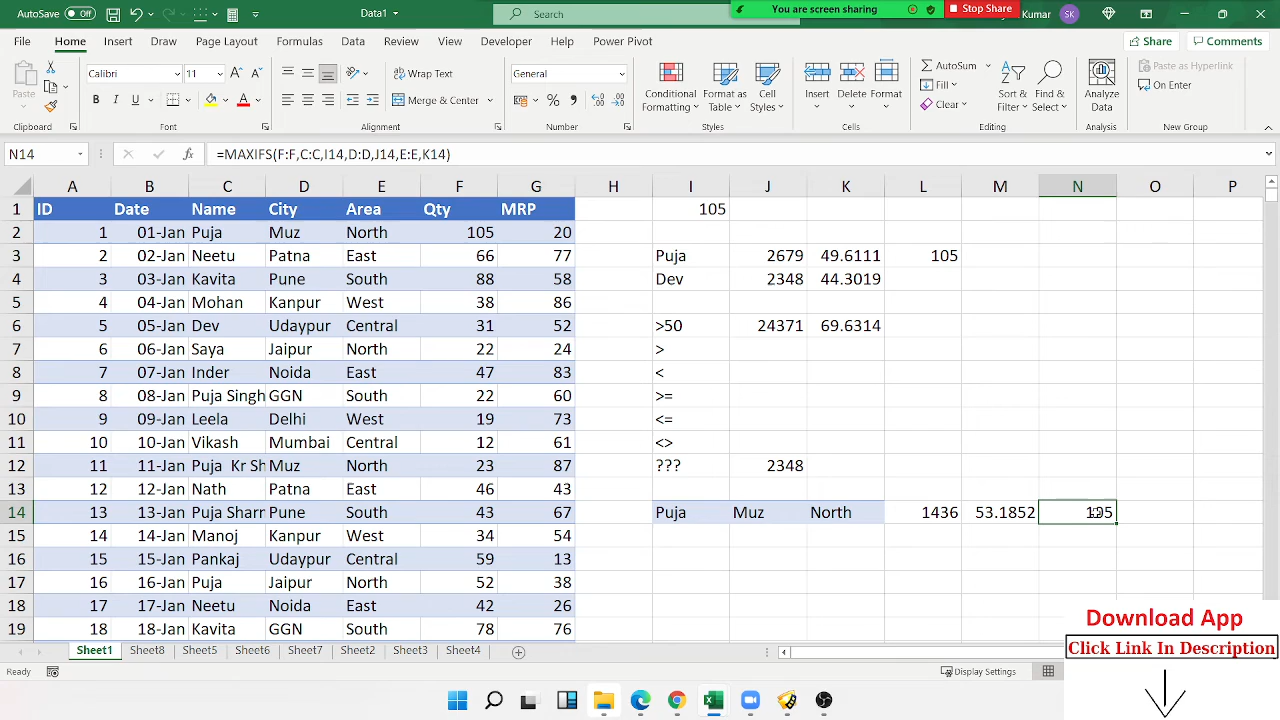 AutoSave Off Data1 Search You are screen sharing Stop Share Kumar SK
File Home Insert Draw Page Layout Formulas Data Review View Developer Help Power Pivot Share Comments
Paste Calibri 11 Wrap Text General AutoSum Paste as Hyperlink
B I U Merge & Center Conditional Formatting Format as Table Cell Styles Insert Delete Format Fill Clear Sort & Filter Find & Select Analyze Data On Enter
Clipboard Font Alignment Number Styles Cells Editing Analysis New Group
N14 fx =MAXIFS(F:F,C:C,I14,D:D,J14,E:E,K14)
A B C D E F G H I J K L M N O P
1 ID Date Name City Area Qty MRP 105
2 1 01-Jan Puja Muz North 105 20
3 2 02-Jan Neetu Patna East 66 77 Puja 2679 49.6111 105
4 3 03-Jan Kavita Pune South 88 58 Dev 2348 44.3019
5 4 04-Jan Mohan Kanpur West 38 86
6 5 05-Jan Dev Udaypur Central 31 52 >50 24371 69.6314
7 6 06-Jan Saya Jaipur North 22 24 >
8 7 07-Jan Inder Noida East 47 83 <
9 8 08-Jan Puja Singh GGN South 22 60 >=
10 9 09-Jan Leela Delhi West 19 73 <=
11 10 10-Jan Vikash Mumbai Central 12 61 <>
12 11 11-Jan Puja Kr Sh Muz North 23 87 ??? 2348
13 12 12-Jan Nath Patna East 46 43
14 13 13-Jan Puja Sharr Pune South 43 67 Puja Muz North 1436 53.1852 105
15 14 14-Jan Manoj Kanpur West 34 54
16 15 15-Jan Pankaj Udaypur Central 59 13
17 16 16-Jan Puja Jaipur North 52 38
18 17 17-Jan Neetu Noida East 42 26
19 18 18-Jan Kavita GGN South 78 76
Download App
Click Link In Description
Sheet1 Sheet8 Sheet5 Sheet6 Sheet7 Sheet2 Sheet4
Ready Display Settings